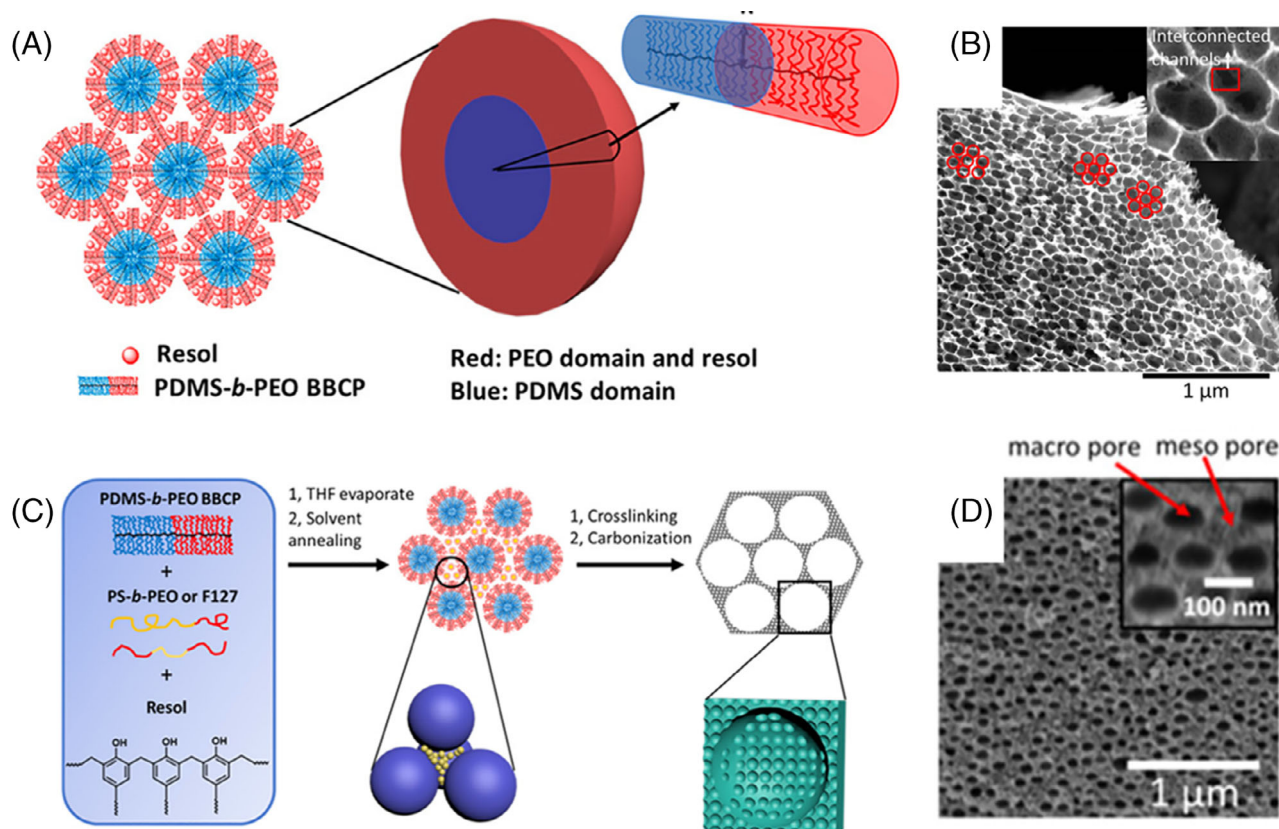 (A)
Resol
PDMS-b-PEO BBCP
Red: PEO domain and resol
Blue: PDMS domain
(B)
Interconnected
channels
1 μm
(C)
PDMS-b-PEO BBCP
+
PS-b-PEO or F127
+
Resol
OH OH OH
1, THF evaporate
2, Solvent
annealing
1, Crosslinking
2, Carbonization
(D)
macro pore meso pore
100 nm
1 μm